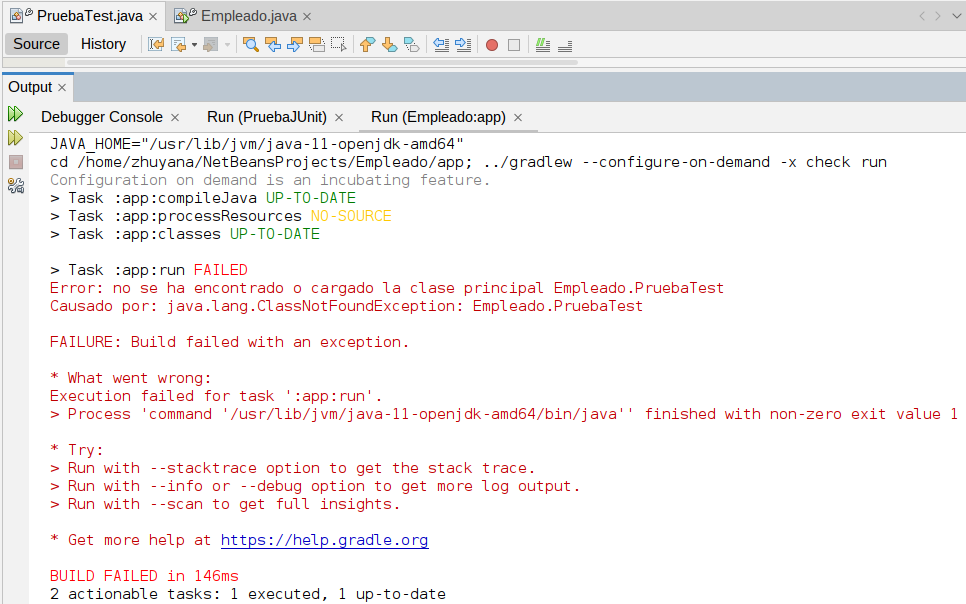 PruebaTest.java
Empleado.java
Source
History
Output
Debugger Console
Run (PruebaJUnit)
Run (Empleado:app)
JAVA_HOME="/usr/lib/jvm/java-11-openjdk-amd64"
cd /home/zhuyana/NetBeansProjects/Empleado/app; ../gradlew --configure-on-demand -x check run
Configuration on demand is an incubating feature.
> Task :app:compileJava UP-TO-DATE
> Task :app:processResources NO-SOURCE
> Task :app:classes UP-TO-DATE
> Task :app:run FAILED
Error: no se ha encontrado o cargado la clase principal Empleado.PruebaTest
Causado por: java.lang.ClassNotFoundException: Empleado.PruebaTest
FAILURE: Build failed with an exception.
* What went wrong:
Execution failed for task ':app:run'.
> Process 'command '/usr/lib/jvm/java-11-openjdk-amd64/bin/java'' finished with non-zero exit value 1
* Try:
> Run with --stacktrace option to get the stack trace.
> Run with --info or --debug option to get more log output.
> Run with --scan to get full insights.
* Get more help at https://help.gradle.org
BUILD FAILED in 146ms
2 actionable tasks: 1 executed, 1 up-to-date